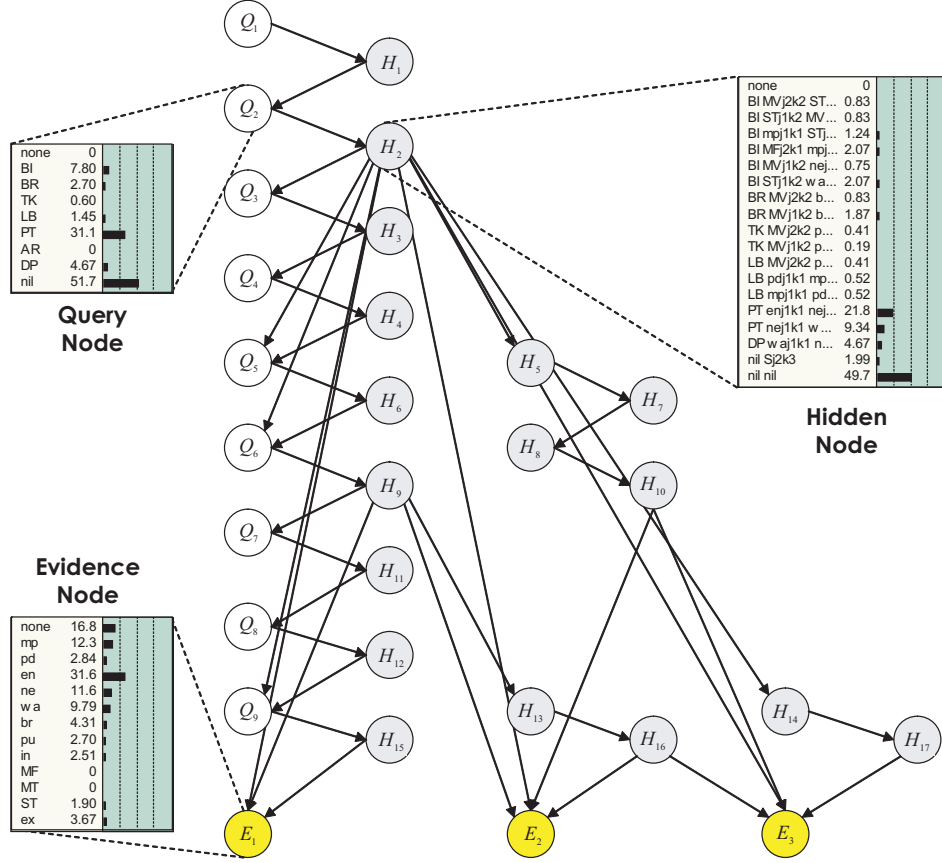 Q1
H1
Q2
none 0
BI MVj2k2 ST... 0.83
BI STj1k2 MV... 0.83
BI mpj1k1 STj... 1.24
BI MFj2k1 mpj... 2.07
BI MVj1k2 nej... 0.75
BI STj1k2 wa... 2.07
BR MVj2k2 b... 0.83
BR MVj1k2 b... 1.87
TK MVj2k2 p... 0.41
TK MVj1k2 p... 0.19
LB MVj2k2 p... 0.41
LB pdj1k1 mp... 0.52
LB mpj1k1 pd... 0.52
PT enj1k1 nej... 21.8
PT nej1k1 w ... 9.34
DP waj1k1 n... 4.67
nil Sj2k3 1.99
nil nil 49.7
Hidden
Node
none 0
BI 7.80
BR 2.70
TK 0.60
LB 1.45
PT 31.1
AR 0
DP 4.67
nil 51.7
Query
Node
H2
Q3
H3
Q4
H4
Q5
H5
H6
H7
Q6
H8
H9
H10
Q7
H11
Evidence
Node
none 16.8
mp 12.3
pd 2.84
en 31.6
ne 11.6
wa 9.79
br 4.31
pu 2.70
in 2.51
MF 0
MT 0
ST 1.90
ex 3.67
Q8
H12
Q9
H13
H14
H15
H16
H17
E1
E2
E3